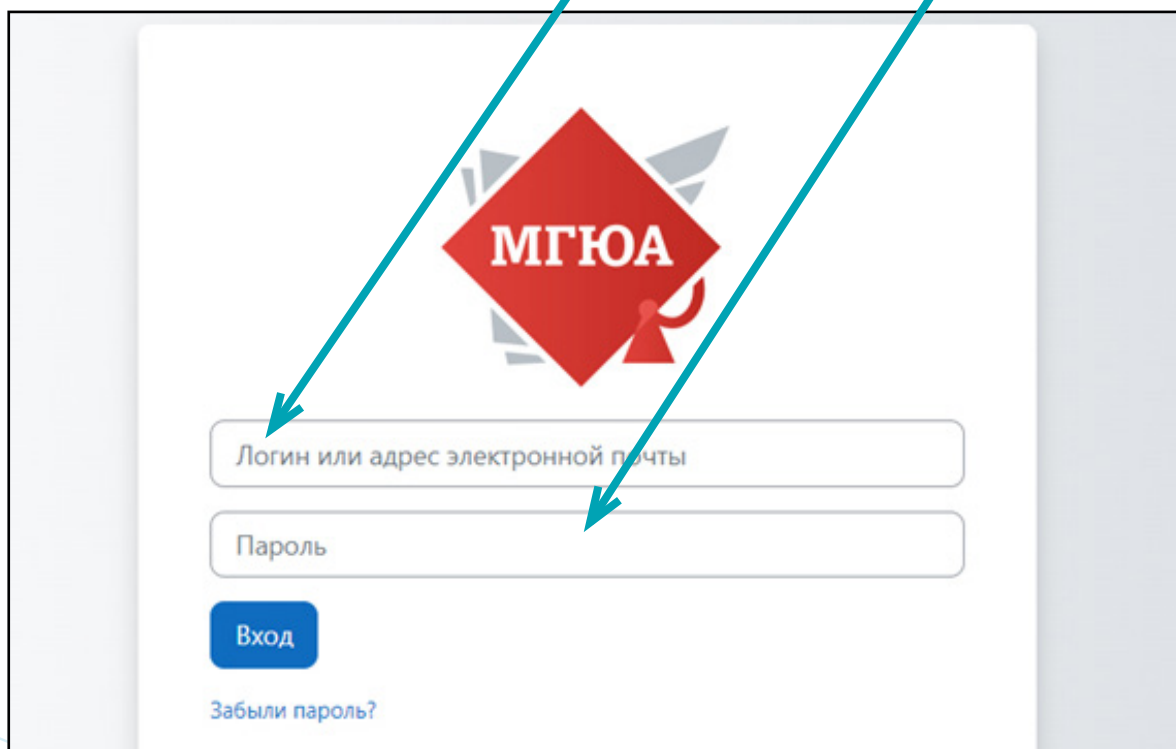 МГЮА
Логин или адрес электронной почты
Пароль
Вход
Забыли пароль?